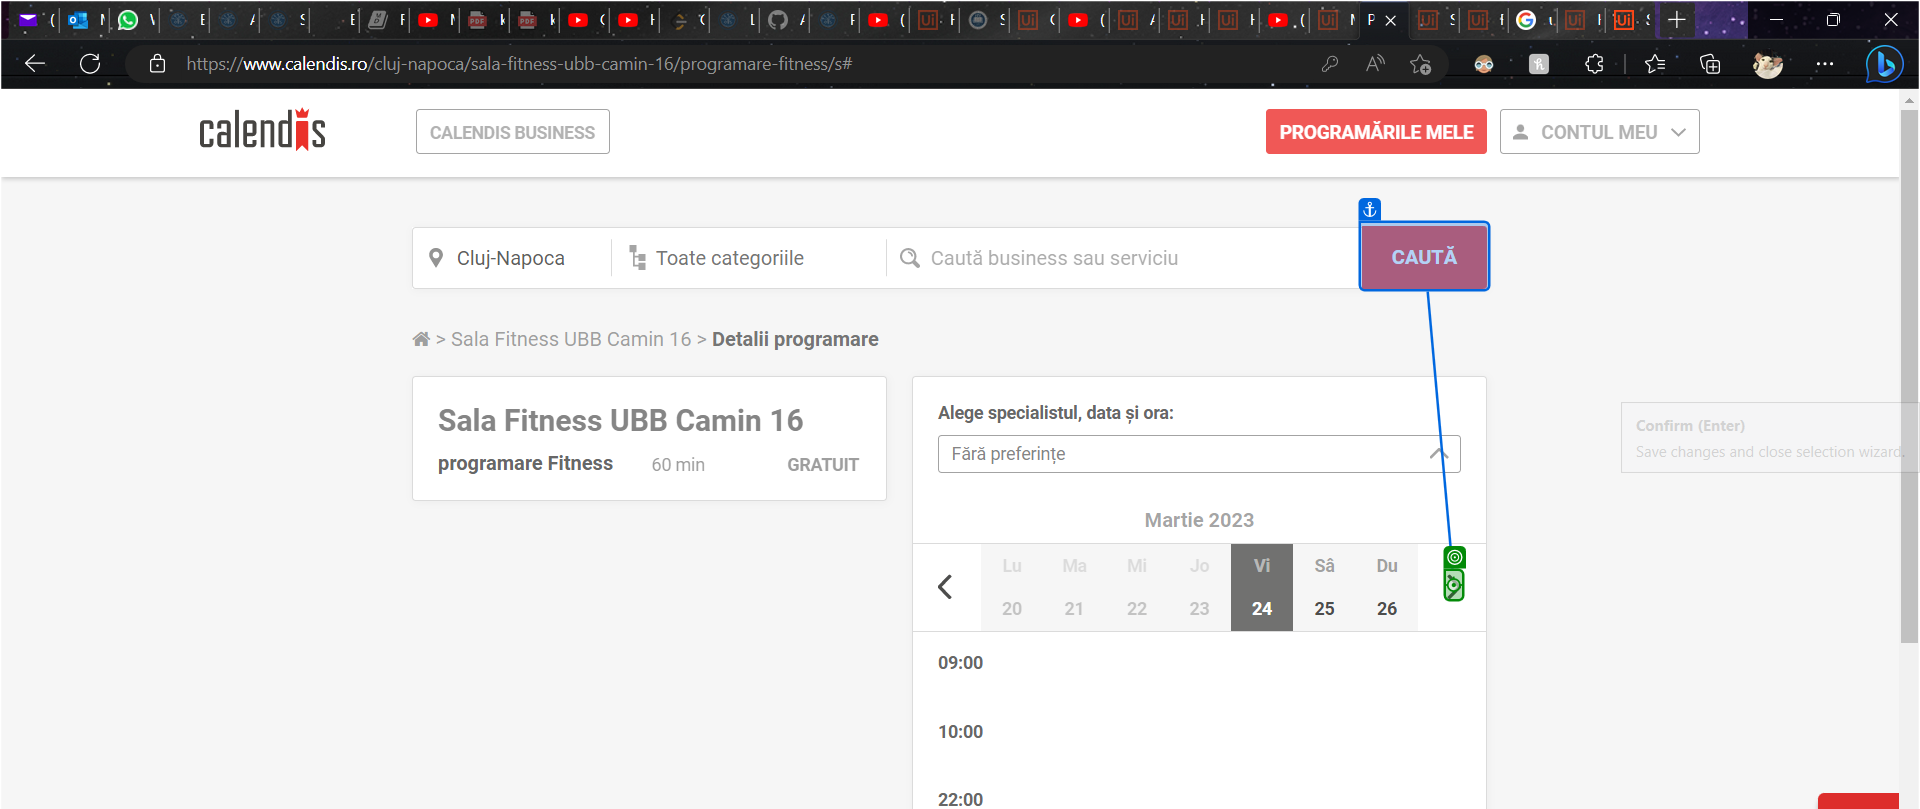 https://www.calendis.ro/cluj-napoca/sala-fitness-ubb-camin-16/programare-fitness/s#
calendis
CALENDIS BUSINESS
PROGRAMĂRILE MELE
CONTUL MEU
Cluj-Napoca
Toate categoriile
Caută business sau serviciu
CAUTĂ
> Sala Fitness UBB Camin 16 > Detalii programare
Sala Fitness UBB Camin 16
programare Fitness 60 min GRATUIT
Alege specialistul, data și ora:
Fără preferințe
Confirm (Enter)
Save changes and close selection wizard.
Martie 2023
Lu Ma Mi Jo Vi Sâ Du
20 21 22 23 24 25 26
09:00
10:00
22:00